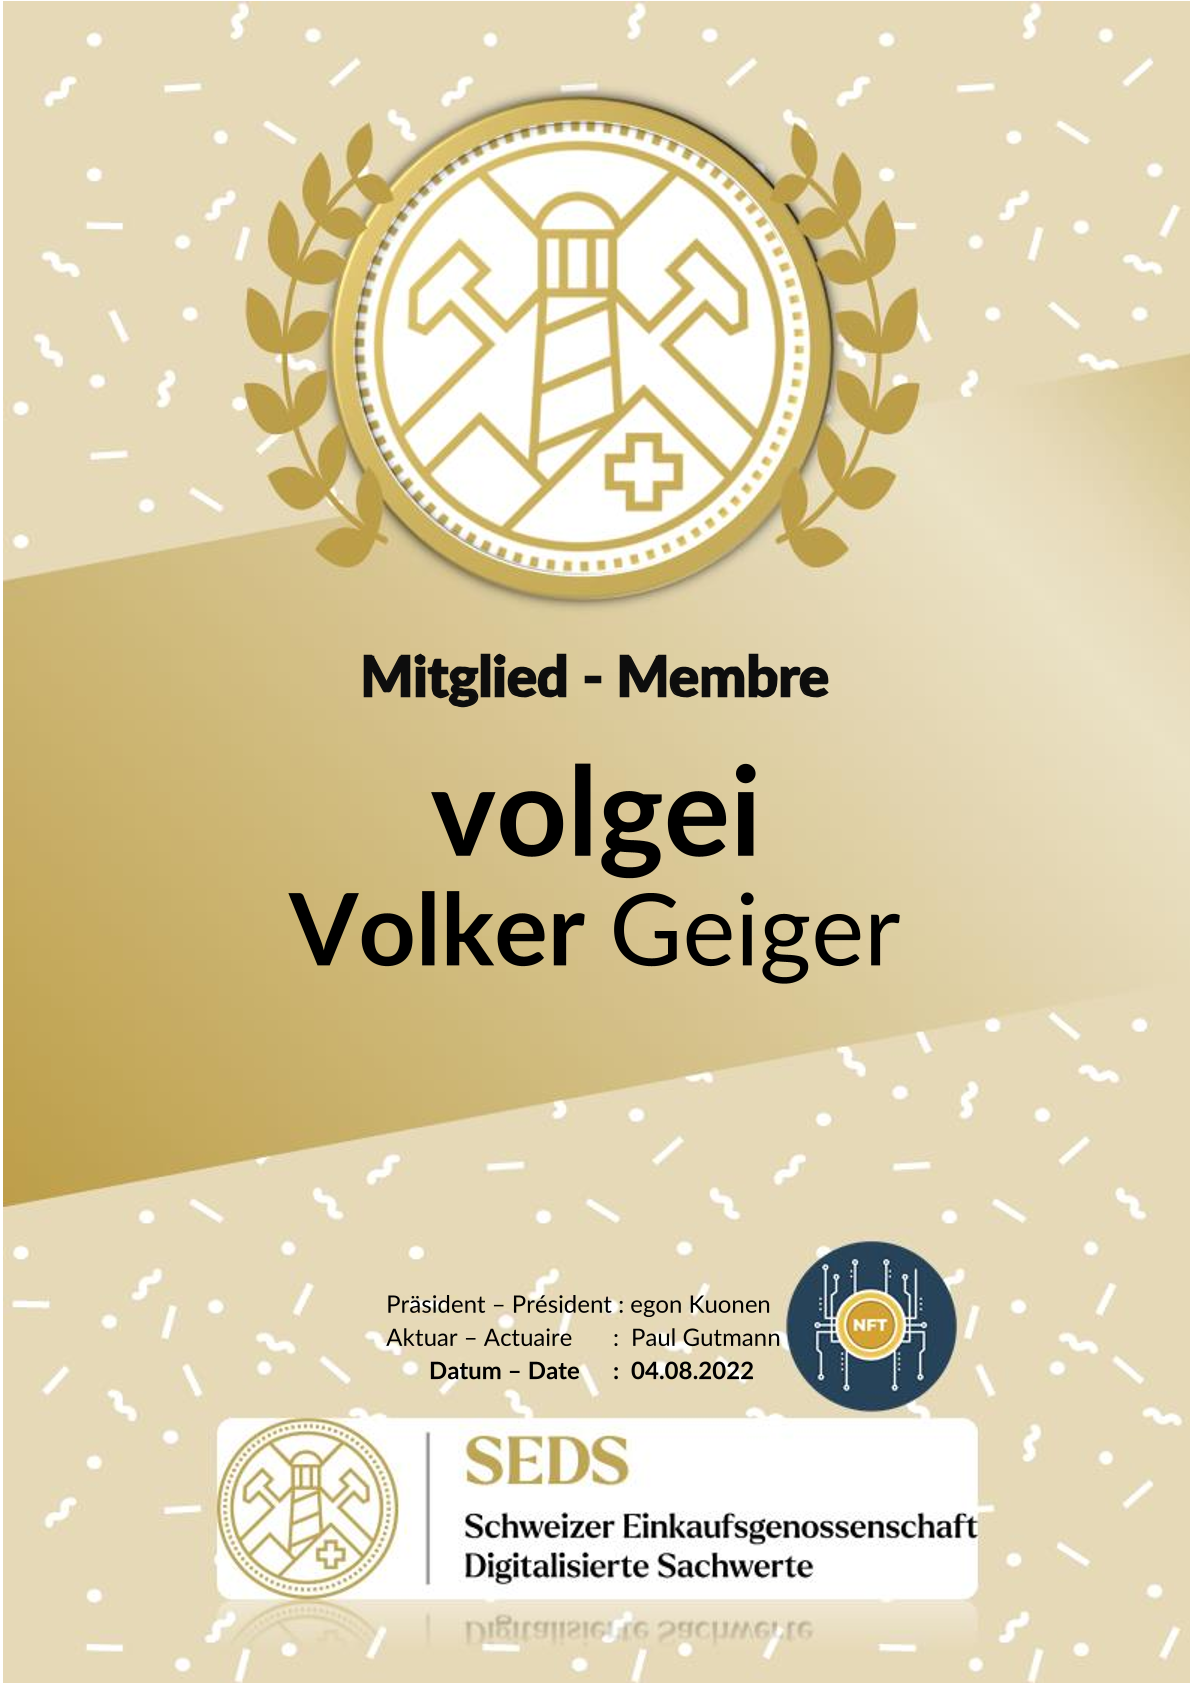 Mitglied - Membre
volgei
Volker Geiger
Präsident – Président : egon Kuonen
Aktuar – Actuaire : Paul Gutmann
Datum – Date : 04.08.2022
NFT
SEDS
Schweizer Einkaufsgenossenschaft
Digitalisierte Sachwerte